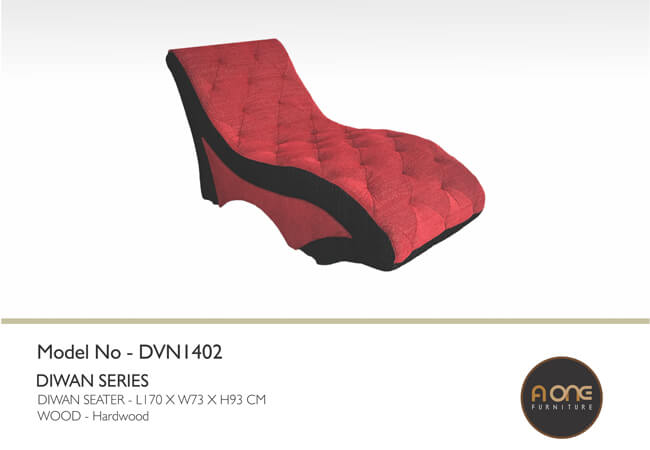 Model No - DVN1402
DIWAN SERIES
DIWAN SEATER - L170 X W73 X H93 CM
WOOD - Hardwood
A ONE
FURNITURE